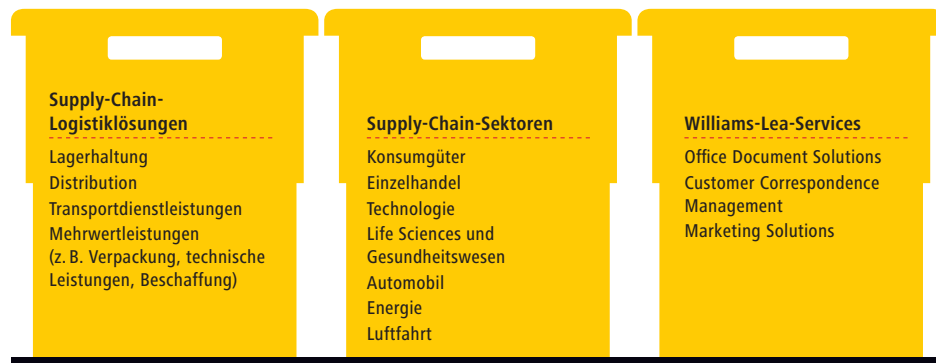 Supply-Chain-
Logistiklösungen
Lagerhaltung
Distribution
Transportdienstleistungen
Mehrwertleistungen
(z. B. Verpackung, technische
Leistungen, Beschaffung)
Supply-Chain-Sektoren
Konsumgüter
Einzelhandel
Technologie
Life Sciences und
Gesundheitswesen
Automobil
Energie
Luftfahrt
Williams-Lea-Services
Office Document Solutions
Customer Correspondence
Management
Marketing Solutions